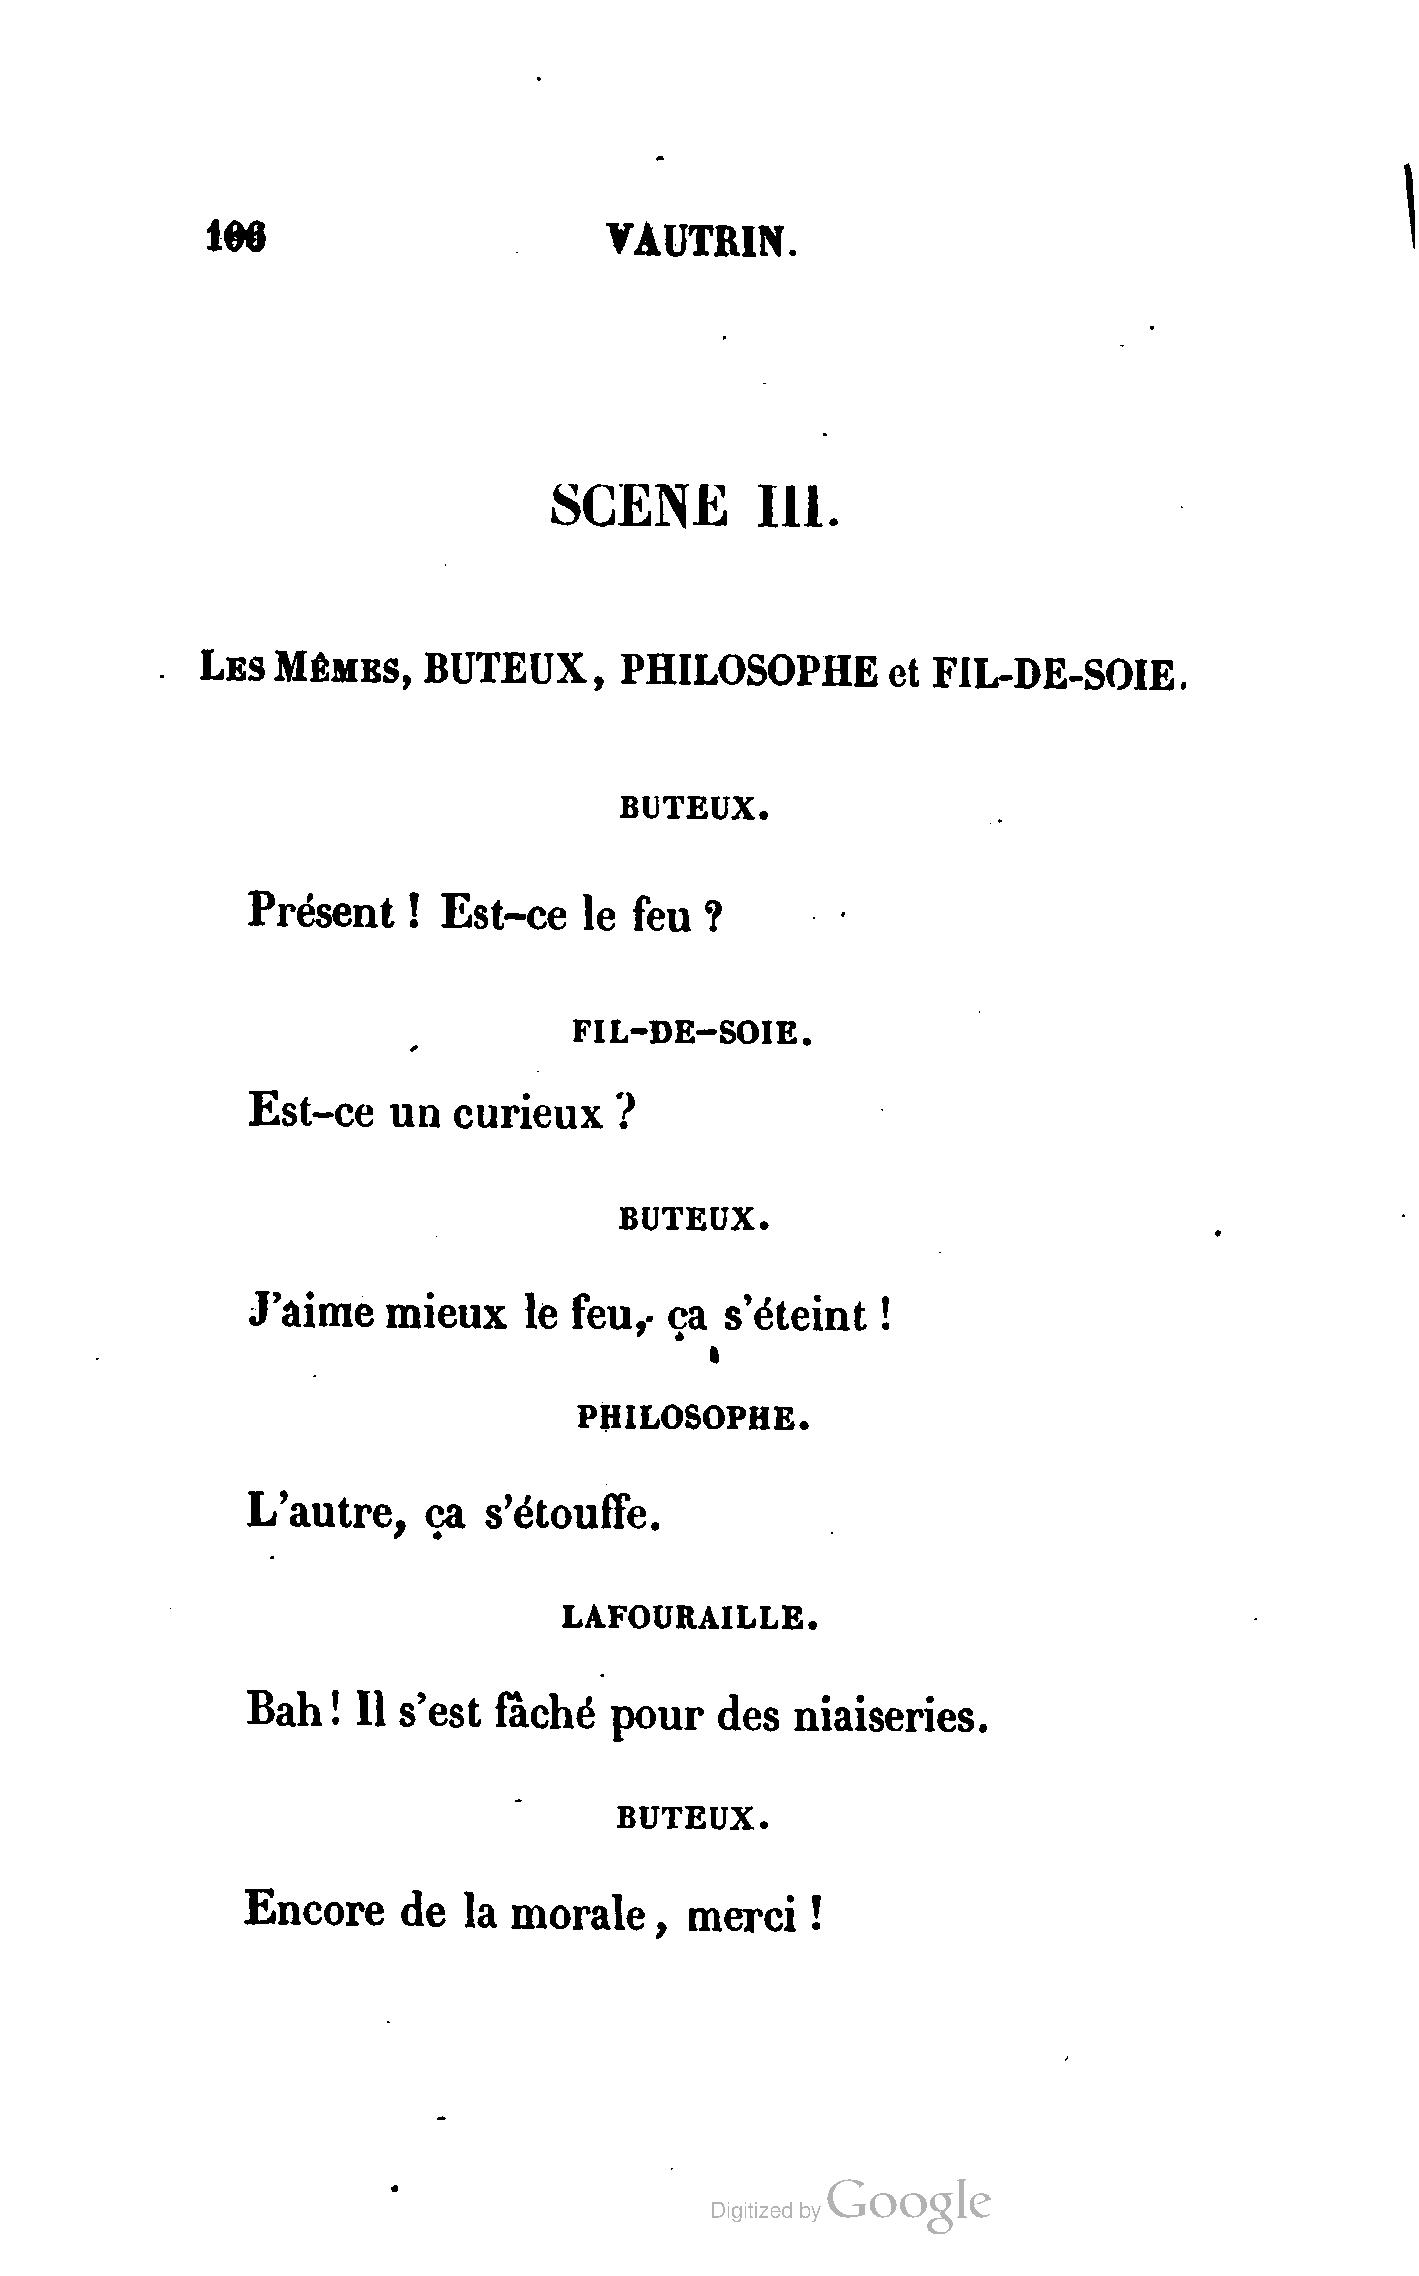 106
VAUTRIN.
SCENE III.
LES MÊMES, BUTEUX, PHILOSOPHE et FIL-DE-SOIE.
BUTEUX.
Présent ! Est-ce le feu ?
FIL-DE-SOIE.
Est-ce un curieux ?
BUTEUX.
J'aime mieux le feu, ça s'éteint !
PHILOSOPHE.
L'autre, ça s'étouffe.
LAFOURAILLE.
Bah ! Il s'est fâché pour des niaiseries.
BUTEUX.
Encore de la morale, merci !
Digitized by Google